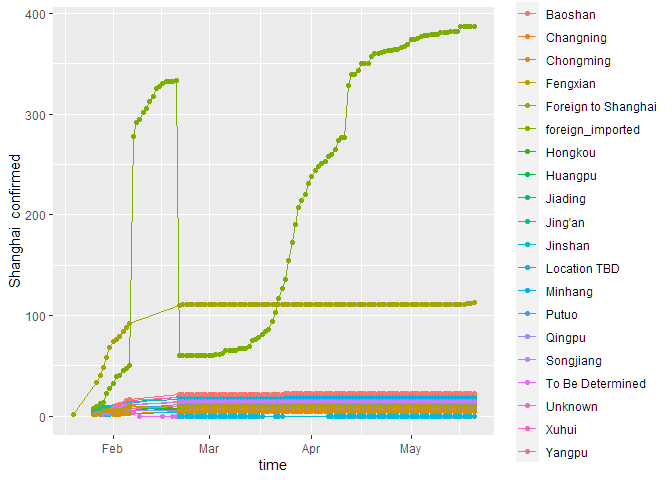 400
300
200
100
0
Shanghai confirmed
Feb
Mar
Apr
May
time
Baoshan
Changning
Chongming
Fengxian
Foreign to Shanghai
foreign_imported
Hongkou
Huangpu
Jiading
Jing'an
Jinshan
Location TBD
Minhang
Putuo
Qingpu
Songjiang
To Be Determined
Unknown
Xuhui
Yangpu